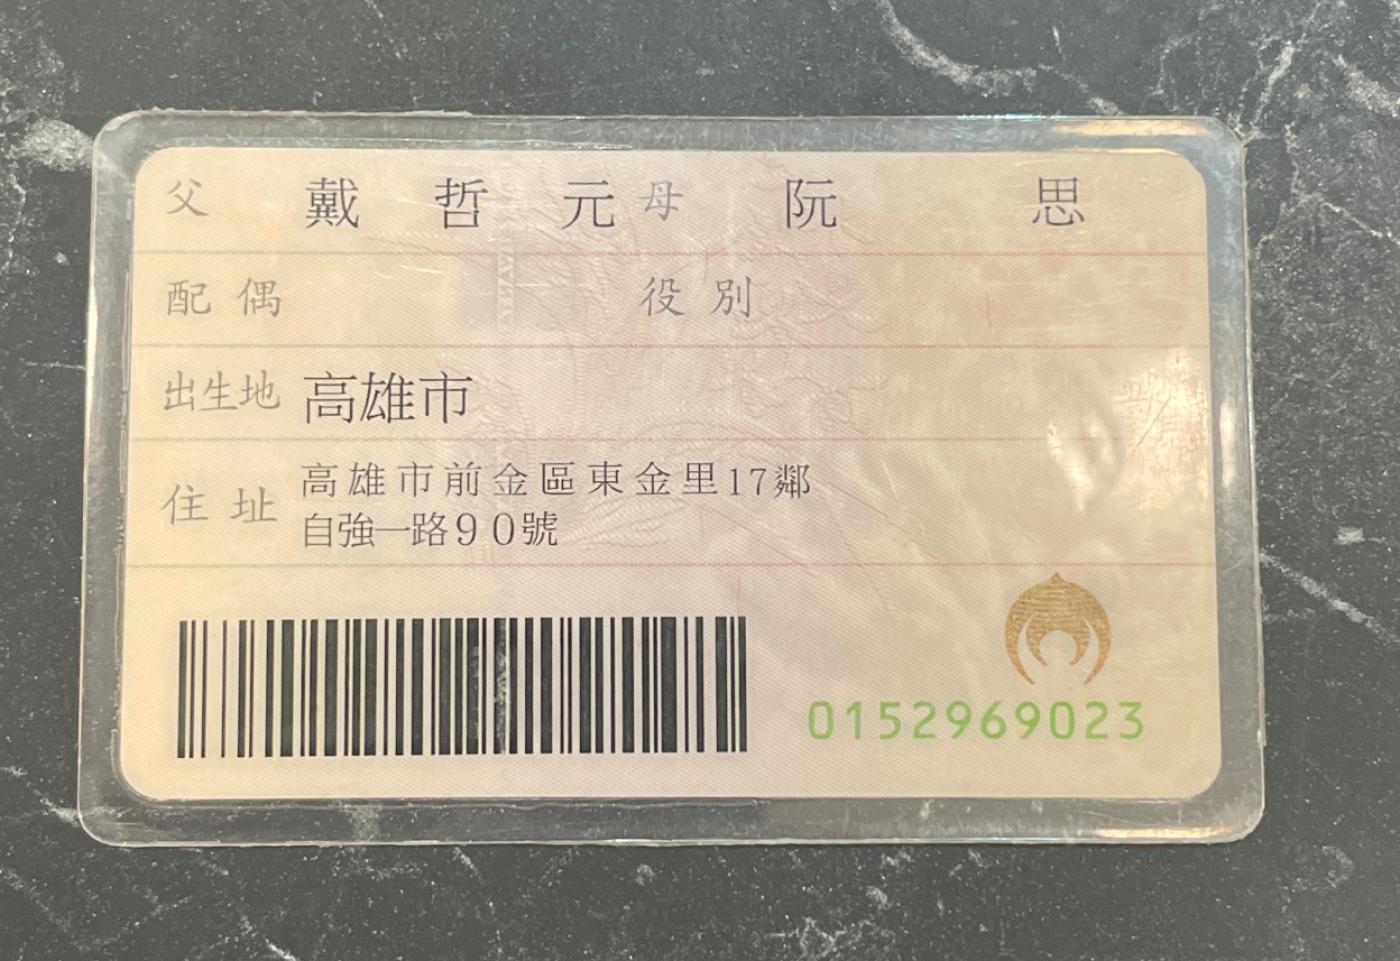 父 戴哲元 母 阮思
配偶 役別
出生地 高雄市
住址 高雄市前金區東金里17鄰
自強一路90號
0152969023